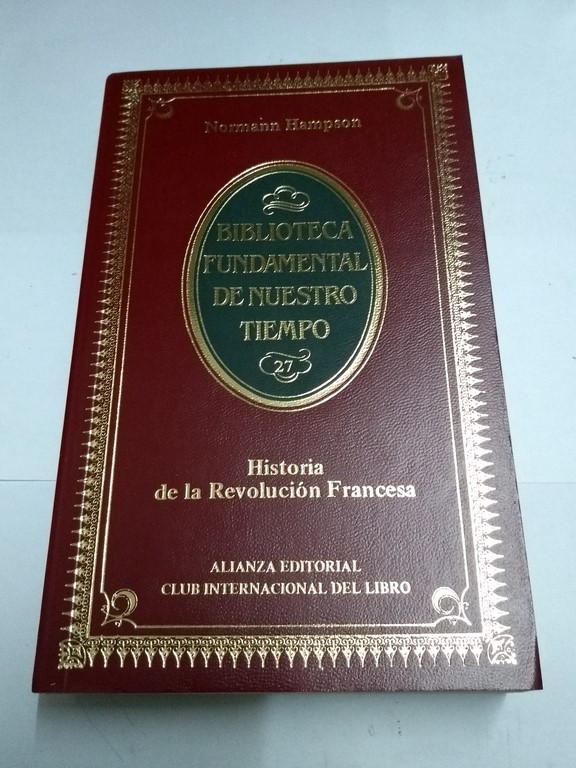 Normann Hampson
BIBLIOTECA
FUNDAMENTAL
DE NUESTRO
TIEMPO
27
Historia
de la Revolución Francesa
ALIANZA EDITORIAL
CLUB INTERNACIONAL DEL LIBRO